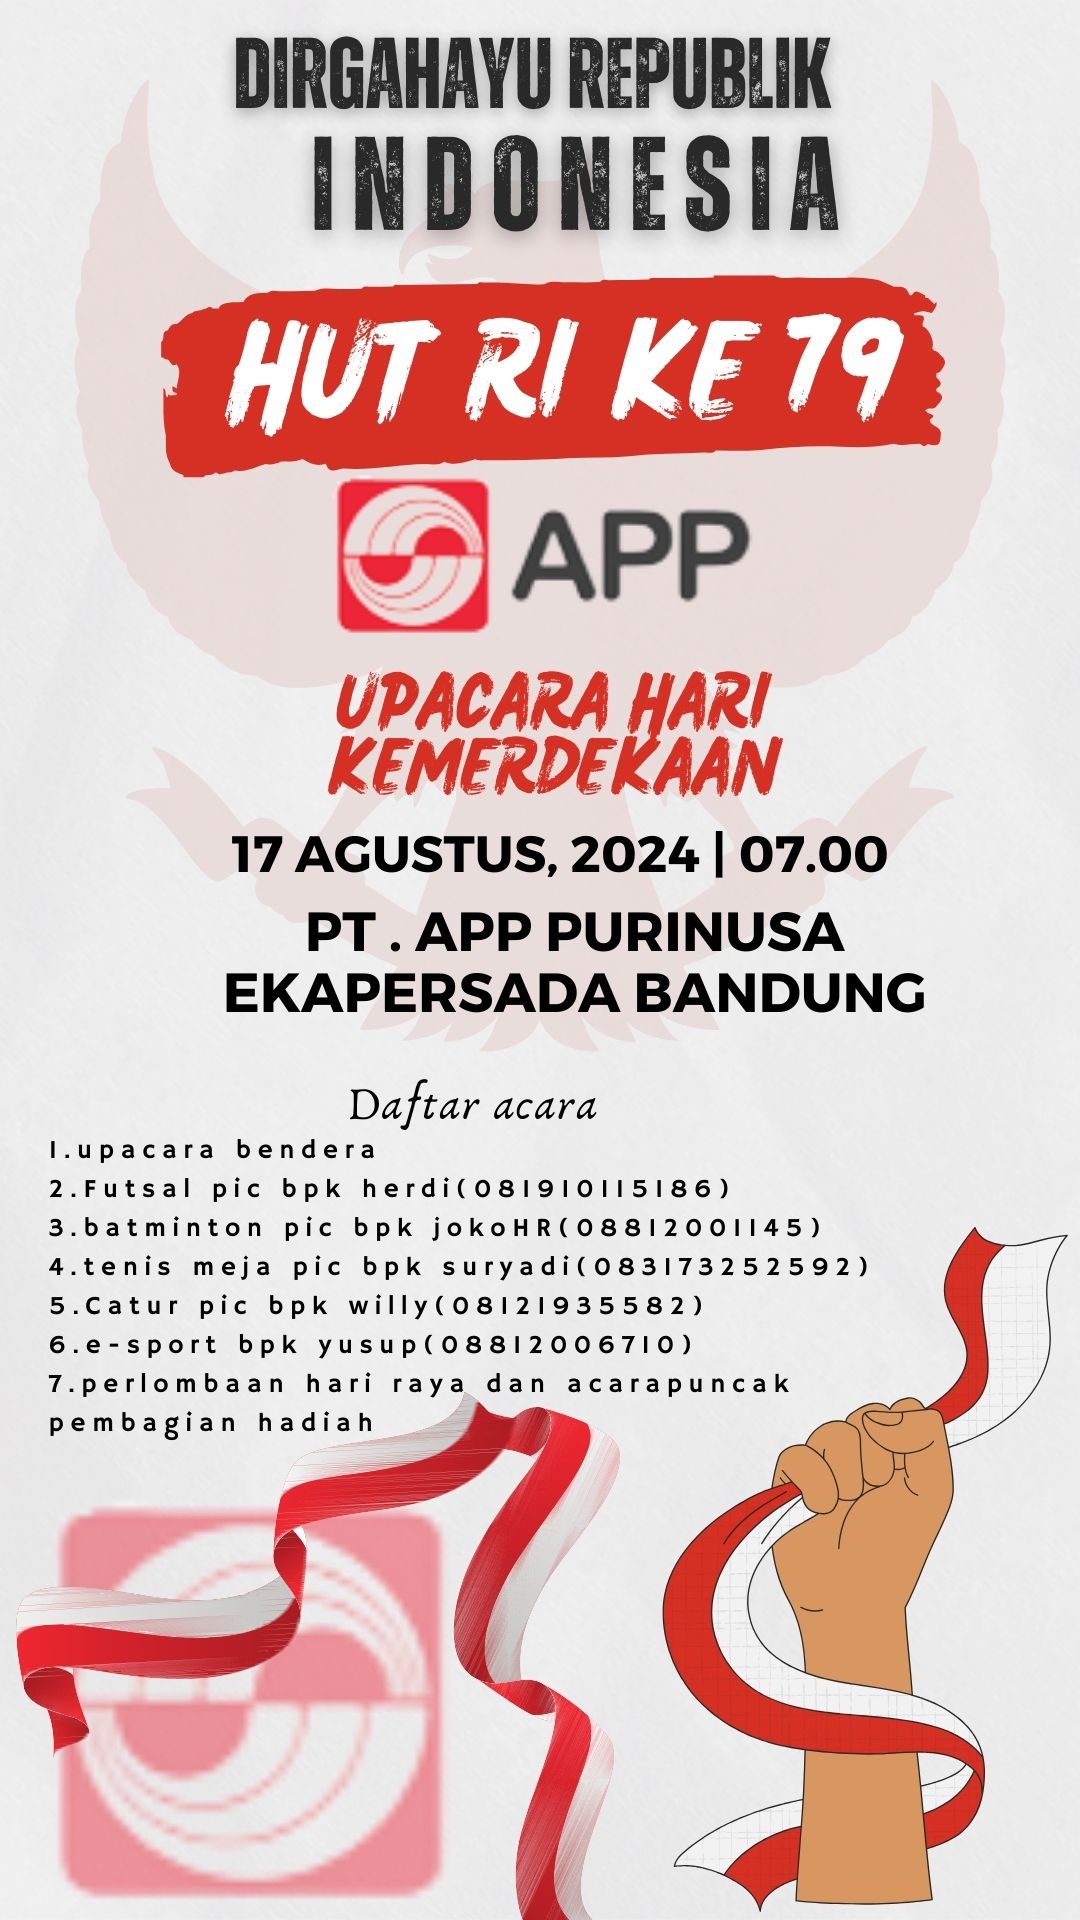 DIRGAHAYU REPUBLIK
INDONESIA
HUT RI KE 79
APP
UPACARA HARI
KEMERDEKAAN
17 AGUSTUS, 2024 | 07.00
PT . APP PURINUSA
EKAPERSADA BANDUNG
Daftar acara
1.upacara bendera
2.Futsal pic bpk herdi(081910115186)
3.batminton pic bpk jokoHR(08812001145)
4.tenis meja pic bpk suryadi(083173252592)
5.Catur pic bpk willy(08121935582)
6.e-sport bpk yusup(08812006710)
7.perlombaan hari raya dan acarapuncak
pembagian hadiah